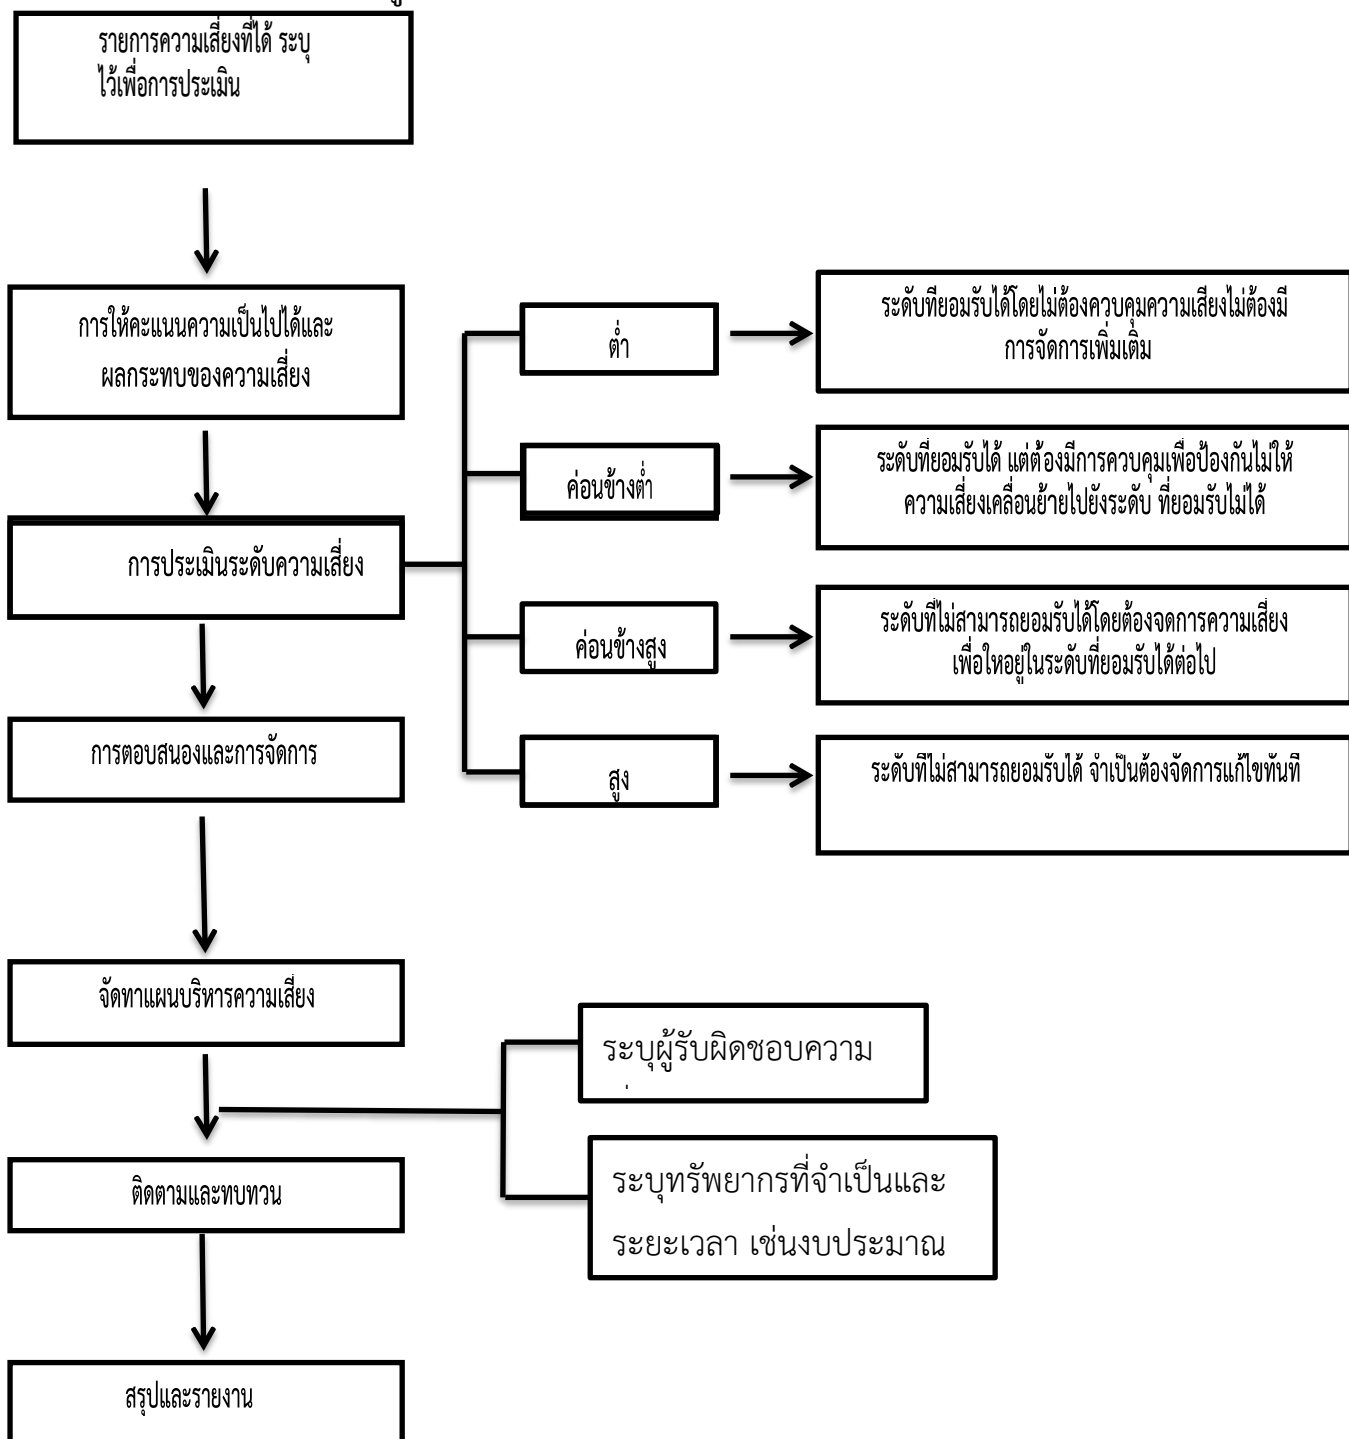 รายการความเสี่ยงที่ได้ ระบุ
ไว้เพื่อการประเมิน
การให้คะแนนความเป็นไปได้และ
ผลกระทบของความเสี่ยง
การประเมินระดับความเสี่ยง
ต่ำ
ระดับที่ยอมรับได้โดยไม่ต้องควบคุมความเสี่ยงไม่ต้องมี
การจัดการเพิ่มเติม
ค่อนข้างต่ำ
ระดับที่ยอมรับได้ แต่ต้องมีการควบคุมเพื่อป้องกันไม่ให้
ความเสี่ยงเคลื่อนย้ายไปยังระดับ ที่ยอมรับไม่ได้
ค่อนข้างสูง
ระดับที่ไม่สามารถยอมรับได้โดยต้องจดการความเสี่ยง
เพื่อใหอยู่ในระดับที่ยอมรับได้ต่อไป
สูง
ระดับที่ไม่สามารถยอมรับได้ จำเป็นต้องจัดการแก้ไขทันที
การตอบสนองและการจัดการ
จัดทาแผนบริหารความเสี่ยง
ระบุผู้รับผิดชอบความ
ระบุทรัพยากรที่จำเป็นและ
ระยะเวลา เช่นงบประมาณ
ติดตามและทบทวน
สรุปและรายงาน